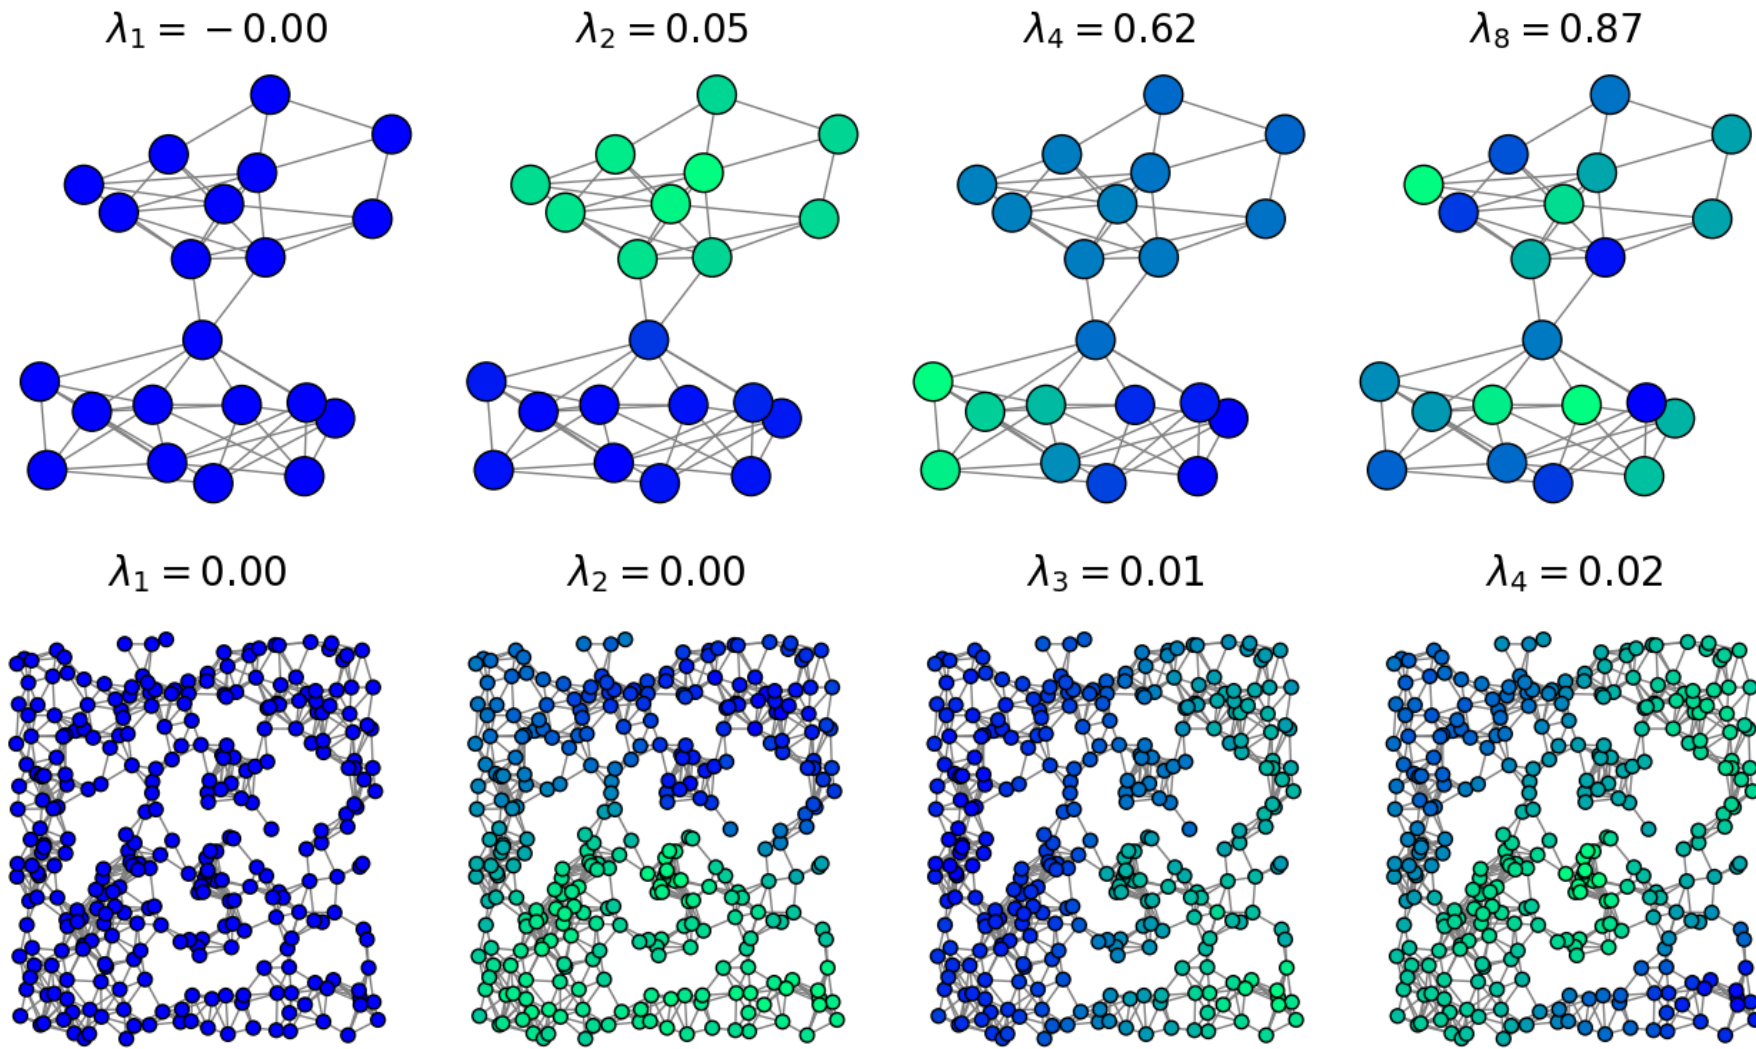 λ₁ = −0.00
λ₂ = 0.05
λ₄ = 0.62
λ₈ = 0.87
λ₁ = 0.00
λ₂ = 0.00
λ₃ = 0.01
λ₄ = 0.02